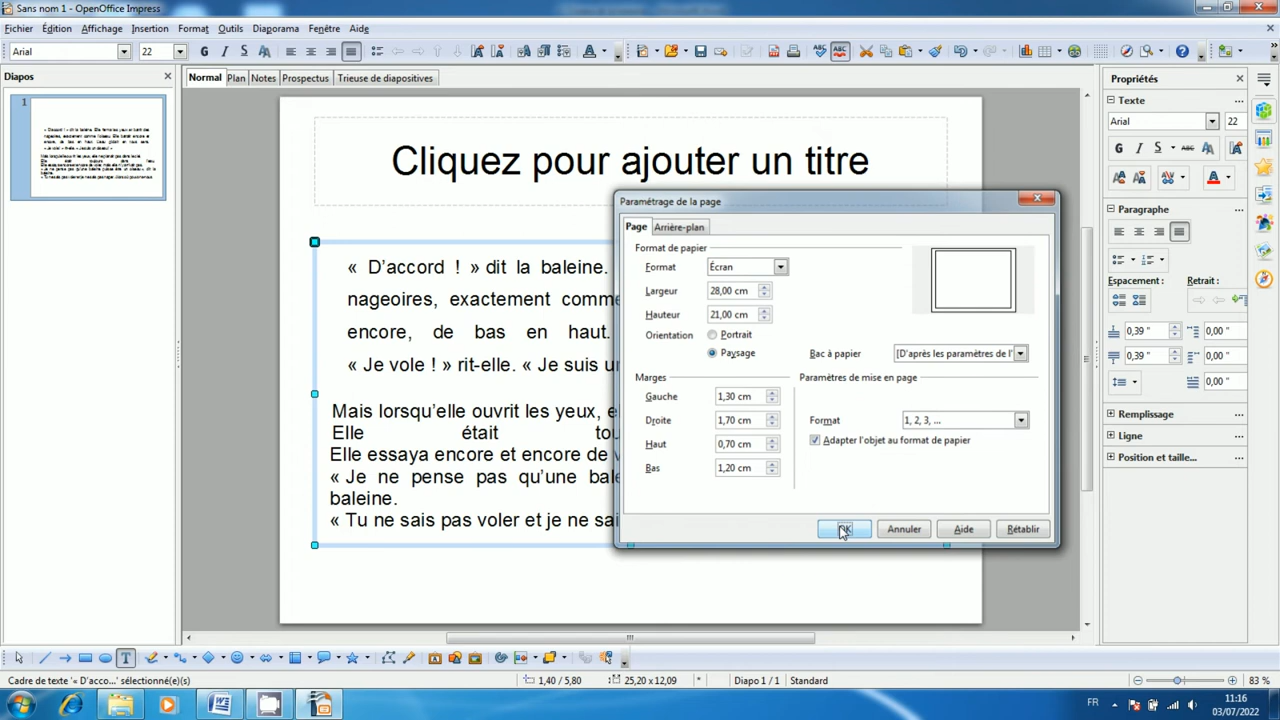 Sans nom 1 - OpenOffice Impress
Fichier Édition Affichage Insertion Format Outils Diaporama Fenêtre Aide
Arial 22
Diapos
Normal Plan Notes Prospectus Trieuse de diapositives
1
Cliquez pour ajouter un titre
« D'accord ! » dit la baleine.
nageoires, exactement comme
encore, de bas en haut.
« Je vole ! » rit-elle. « Je suis
Mais lorsqu'elle ouvrit les yeux,
Elle était
Elle essaya encore et encore de
« Je ne pense pas qu'une
baleine.
« Tu ne sais pas voler et je ne
Paramétrage de la page
Page Arrière-plan
Format de papier
Format Écran
Largeur 28,00 cm
Hauteur 21,00 cm
Orientation Portrait
Paysage
Bac à papier [D'après les paramètres de l'
Marges Paramètres de mise en page
Gauche 1,30 cm
Droite 1,70 cm
Format 1, 2, 3, ...
Haut 0,70 cm
Adapter l'objet au format de papier
Bas 1,20 cm
OK Annuler Aide Rétablir
Propriétés
Texte
Arial 22
Paragraphe
Espacement : Retrait :
0,39 " 0,00 "
0,39 " 0,00 "
0,00 "
Remplissage
Ligne
Position et taille...
Cadre de texte '« D'acco...' sélectionné(e)(s) 1,40 / 5,80 25,20 x 12,09 * Diapo 1 / 1 Standard 83 %
FR 11:16
03/07/2022